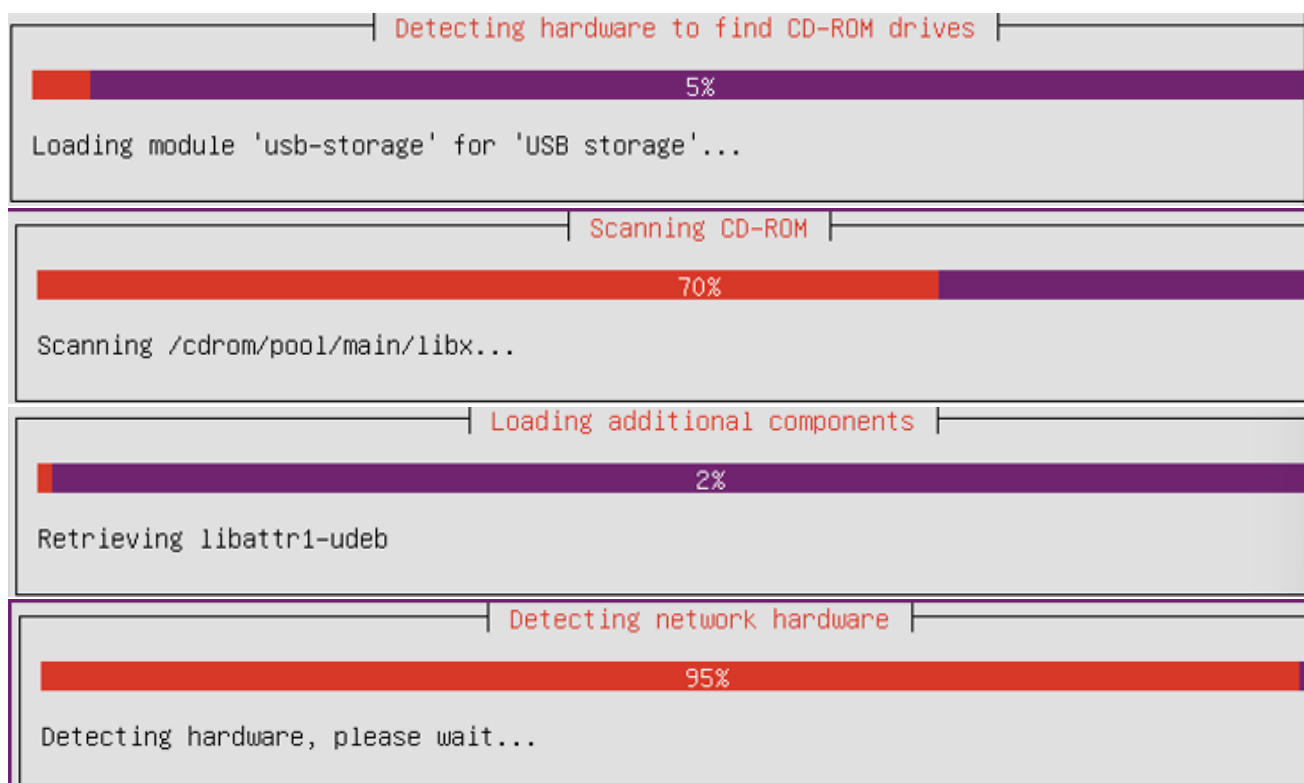 Detecting hardware to find CD-ROM drives
5%
Loading module 'usb-storage' for 'USB storage'...
Scanning CD-ROM
70%
Scanning /cdrom/pool/main/libx...
Loading additional components
2%
Retrieving libattr1-udeb
Detecting network hardware
95%
Detecting hardware, please wait...